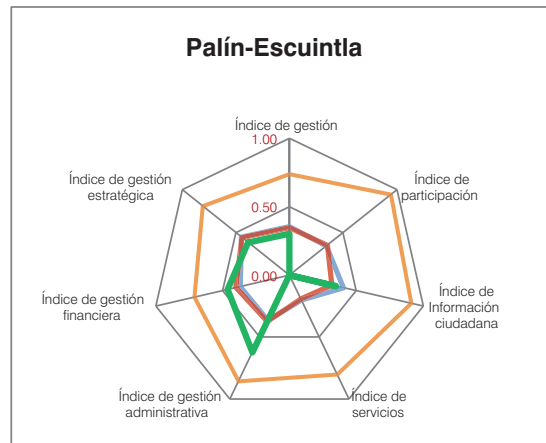 Palín-Escuintla
Índice de gestión
1.00
Índice de gestión
estratégica
Índice de
participación
0.50
0.00
Índice de gestión
financiera
Índice de
Información
ciudadana
Índice de gestión
administrativa
Índice de
servicios